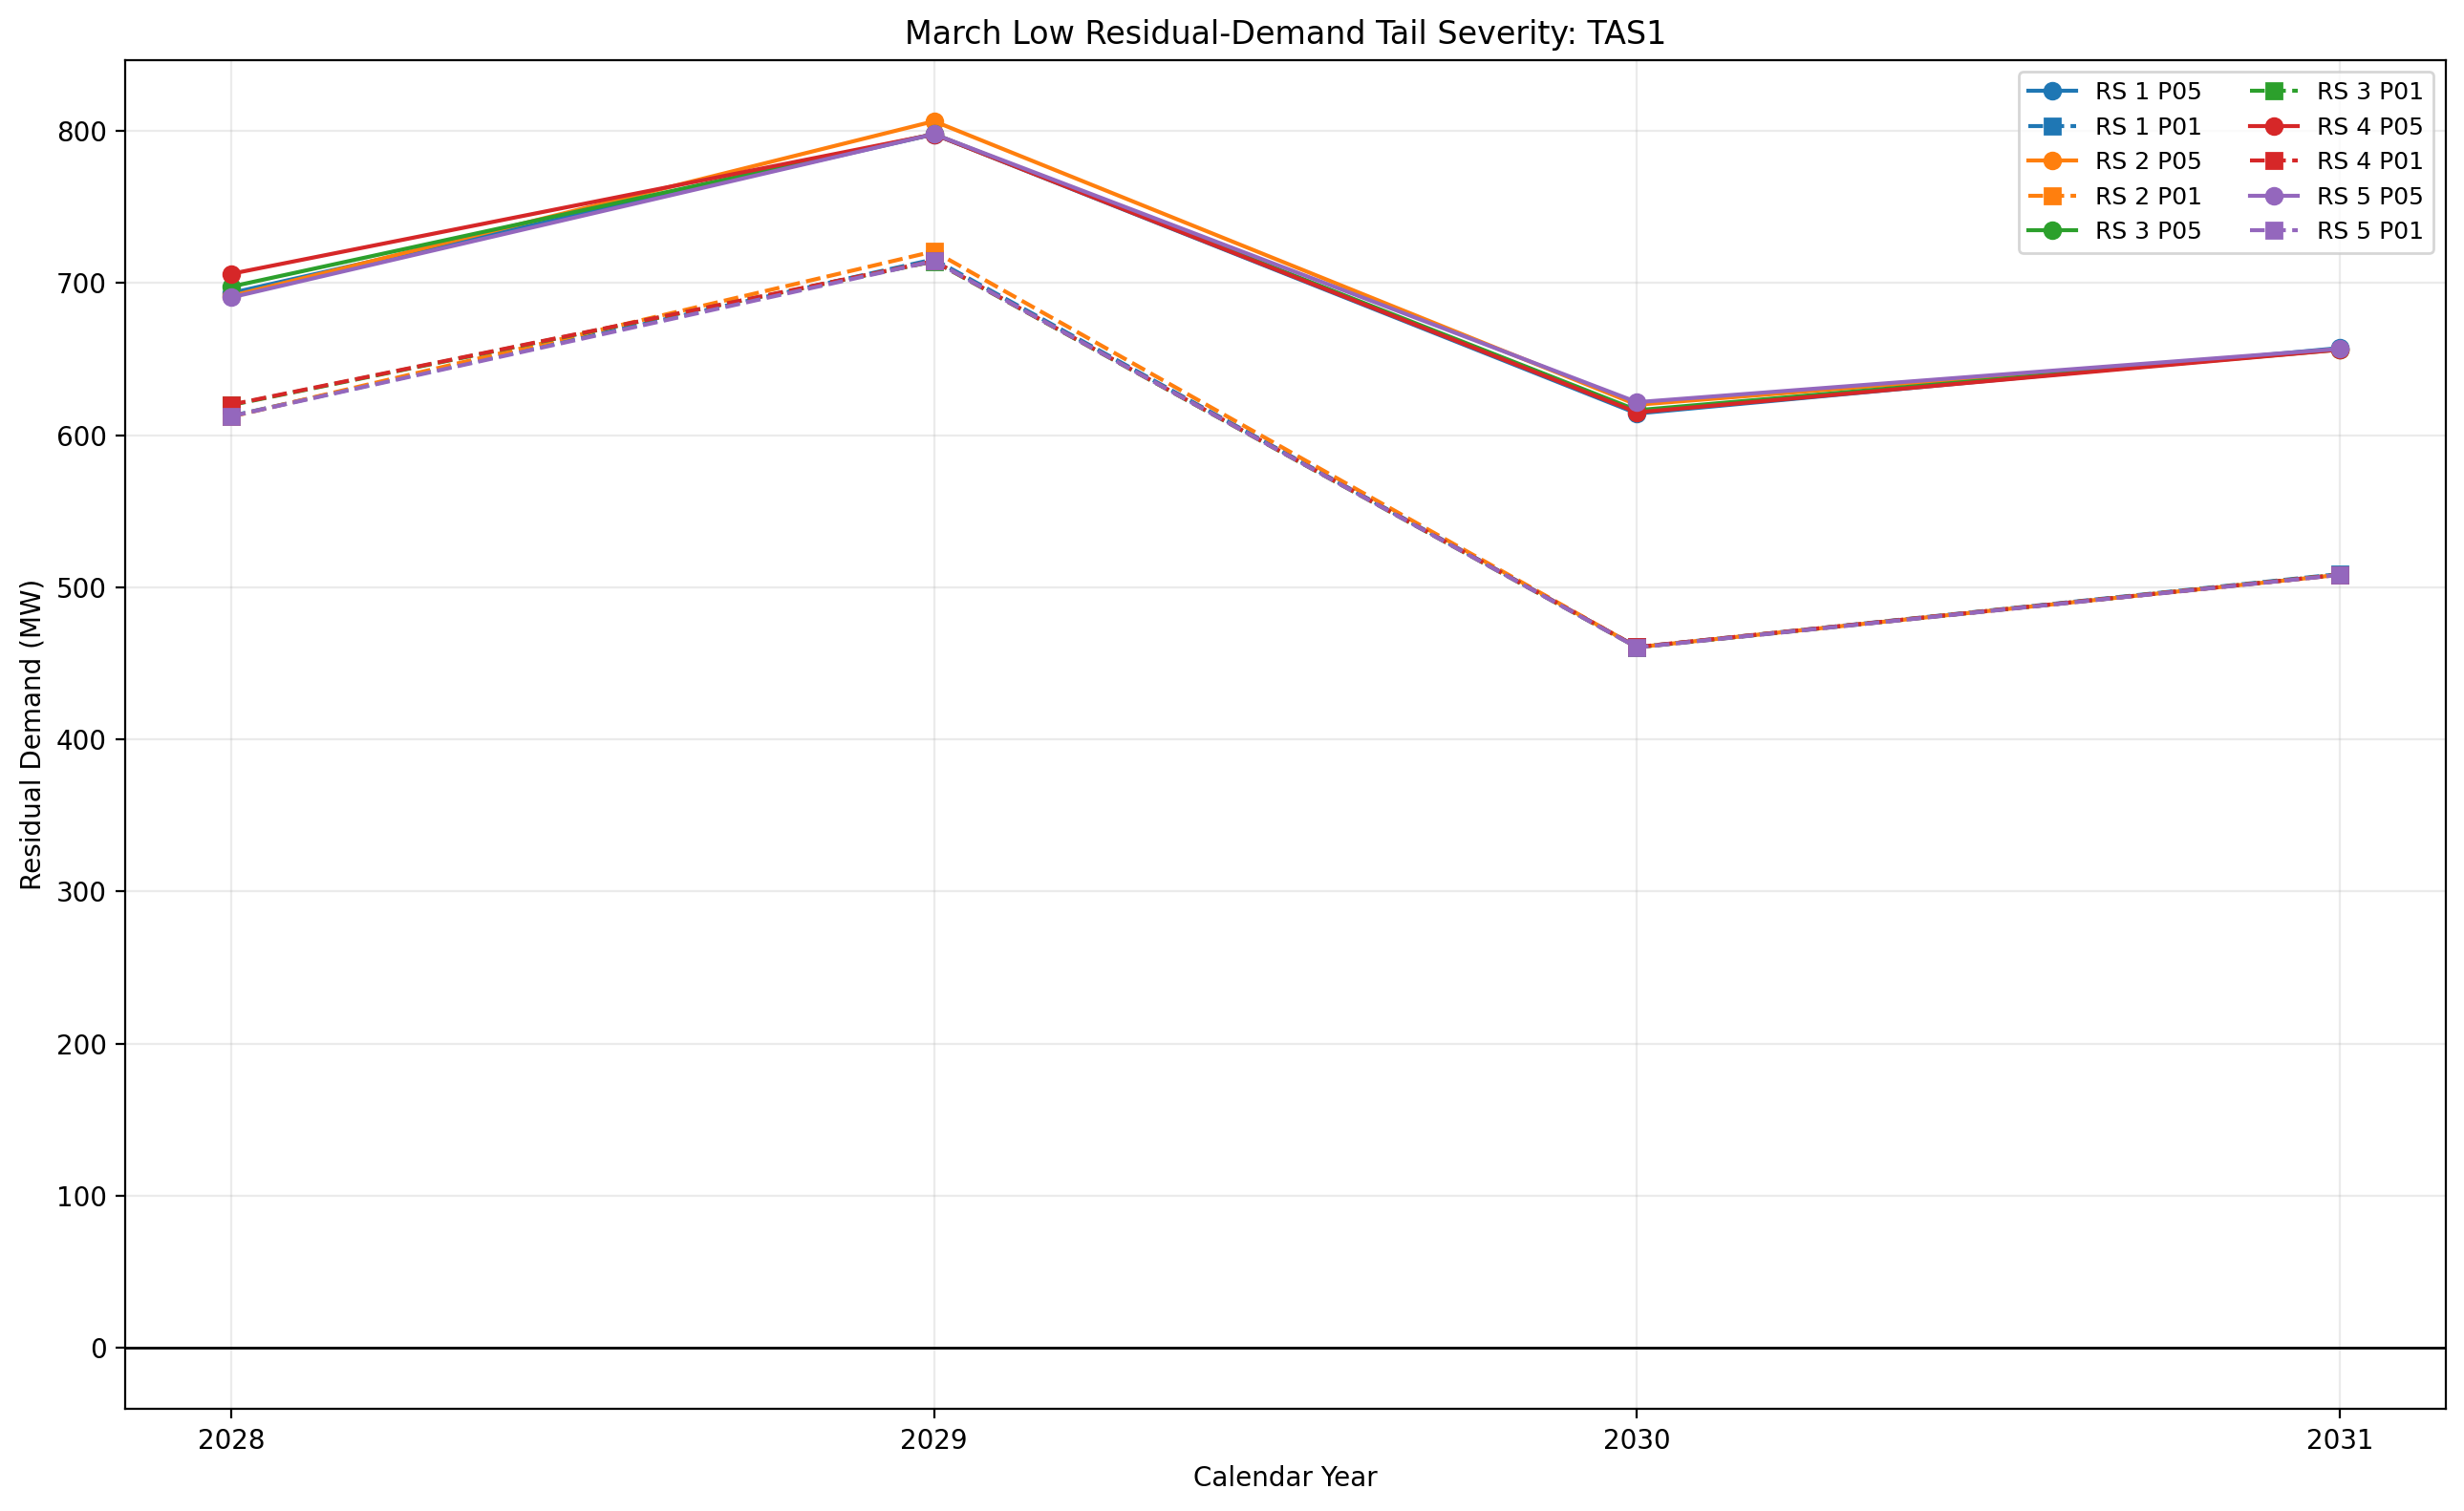 March Low Residual-Demand Tail Severity: TAS1
RS 1 P05
RS 1 P01
RS 2 P05
RS 2 P01
RS 3 P05
RS 3 P01
RS 4 P05
RS 4 P01
RS 5 P05
RS 5 P01
Residual Demand (MW)
800
700
600
500
400
300
200
100
0
2028
2029
2030
2031
Calendar Year